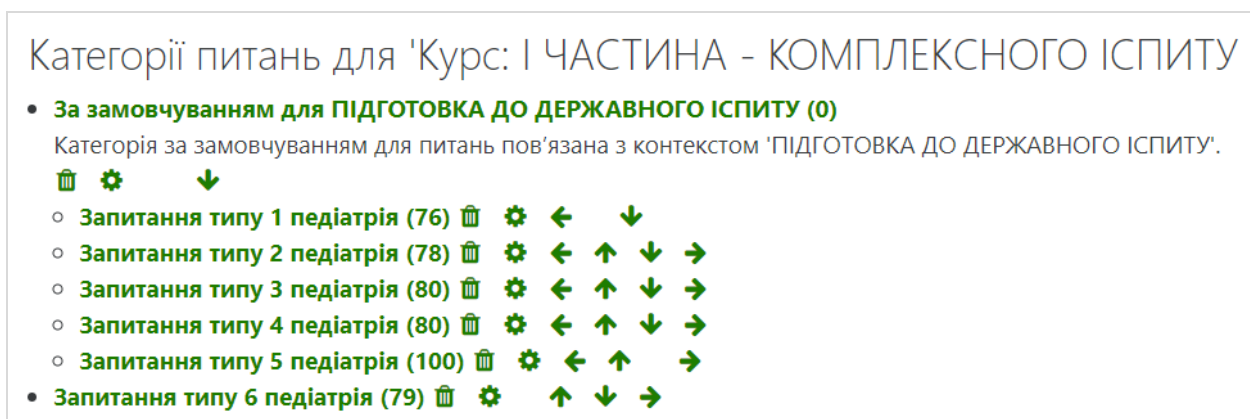 Категорії питань для 'Курс: І ЧАСТИНА - КОМПЛЕКСНОГО ІСПИТУ
За замовчуванням для ПІДГОТОВКА ДО ДЕРЖАВНОГО ІСПИТУ (0)
Категорія за замовчуванням для питань пов’язана з контекстом 'ПІДГОТОВКА ДО ДЕРЖАВНОГО ІСПИТУ'.
Запитання типу 1 педіатрія (76)
Запитання типу 2 педіатрія (78)
Запитання типу 3 педіатрія (80)
Запитання типу 4 педіатрія (80)
Запитання типу 5 педіатрія (100)
Запитання типу 6 педіатрія (79)